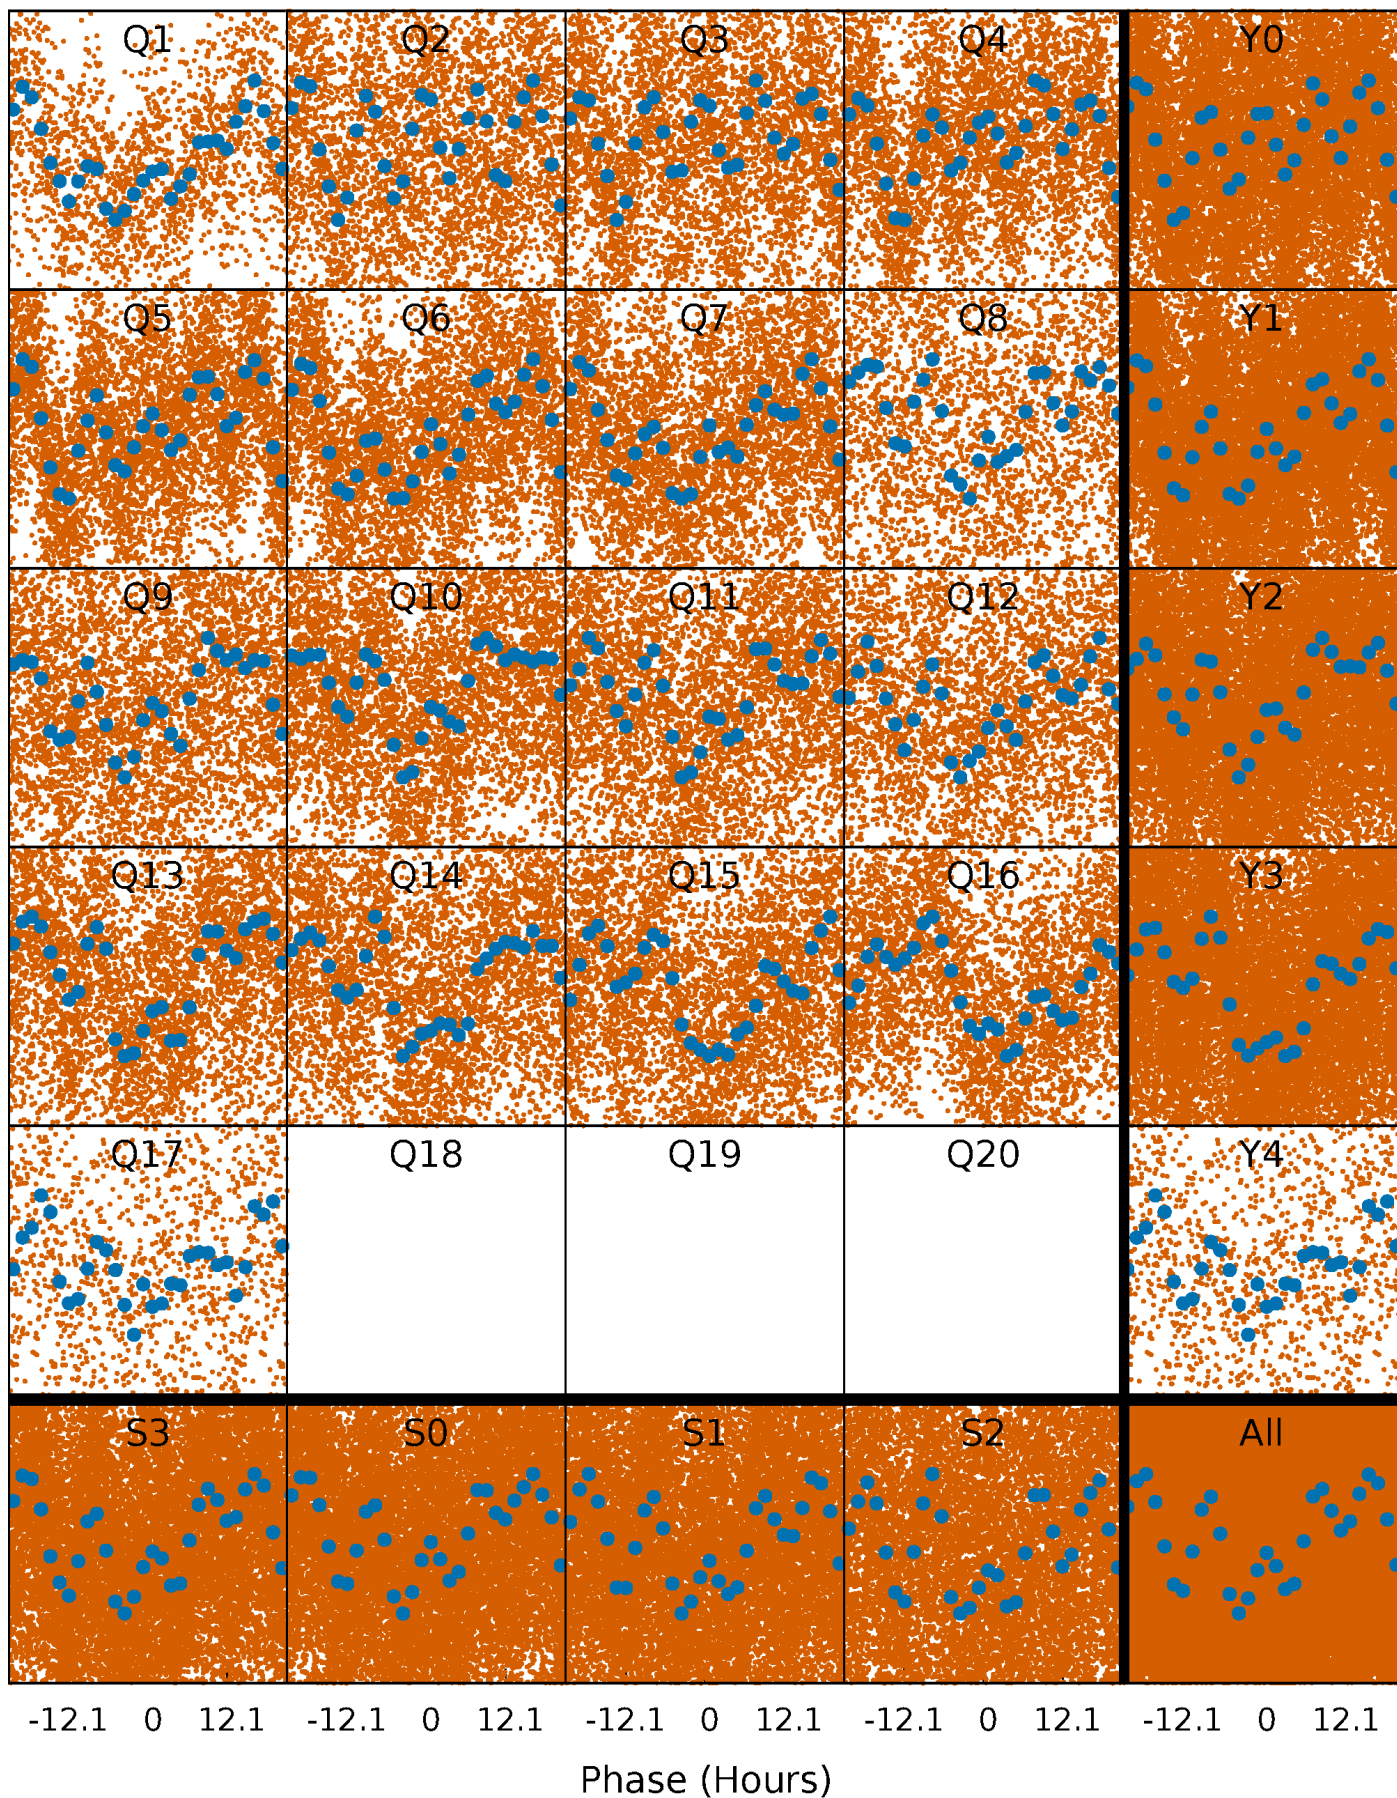 Q1 Q2 Q3 Q4 Y0
Q5 Q6 Q7 Q8 Y1
Q9 Q10 Q11 Q12 Y2
Q13 Q14 Q15 Q16 Y3
Q17 Q18 Q19 Q20 Y4
S3 S0 S1 S2 All
-12.1 0 12.1 -12.1 0 12.1 -12.1 0 12.1 -12.1 0 12.1 -12.1 0 12.1
Phase (Hours)